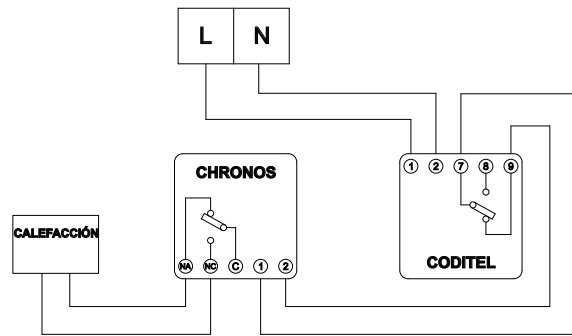 L N
1 2 7 8 9
CHRONOS
CALEFACCIÓN
CODITEL
NA NC C 1 2